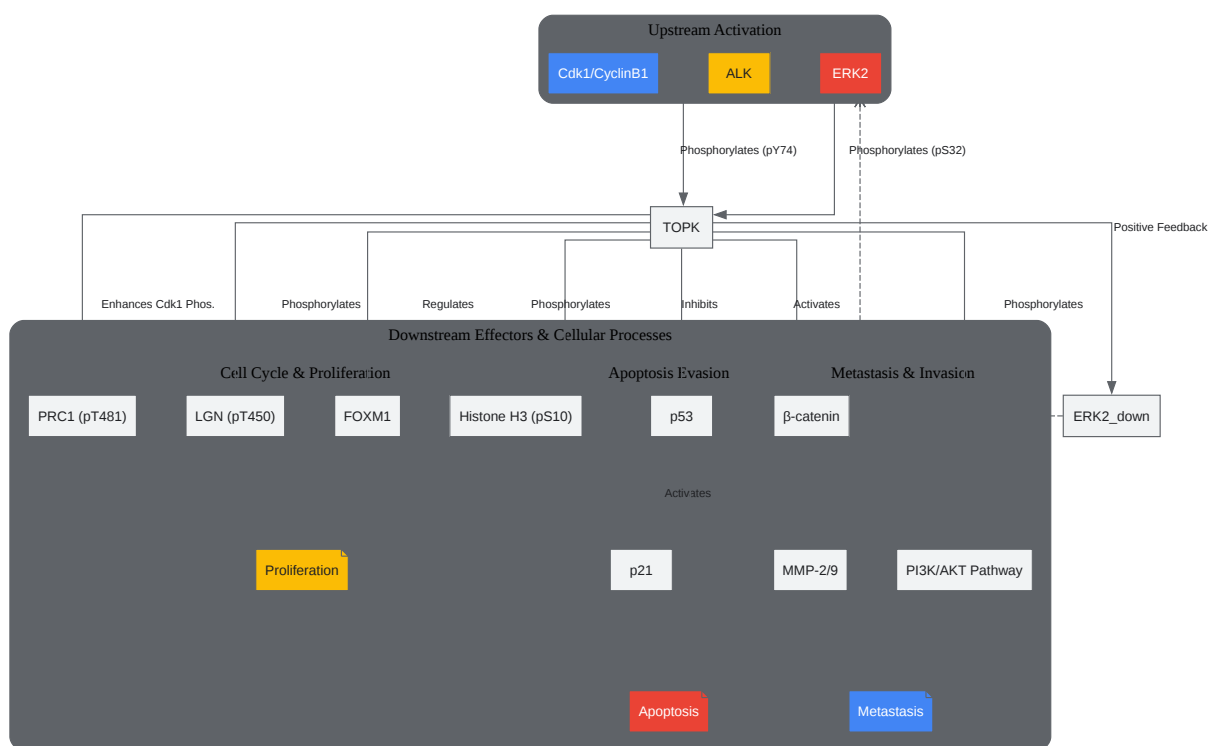 Upstream Activation
Cdk1/CyclinB1
ALK
ERK2
Phosphorylates (pY74)
Phosphorylates (pS32)
TOPK
Positive Feedback
Enhances Cdk1 Phos.
Phosphorylates
Regulates
Phosphorylates
Inhibits
Activates
Phosphorylates
Downstream Effectors & Cellular Processes
Cell Cycle & Proliferation
Apoptosis Evasion
Metastasis & Invasion
PRC1 (pT481)
LGN (pT450)
FOXM1
Histone H3 (pS10)
p53
β-catenin
ERK2_down
Activates
Proliferation
p21
MMP-2/9
PI3K/AKT Pathway
Apoptosis
Metastasis